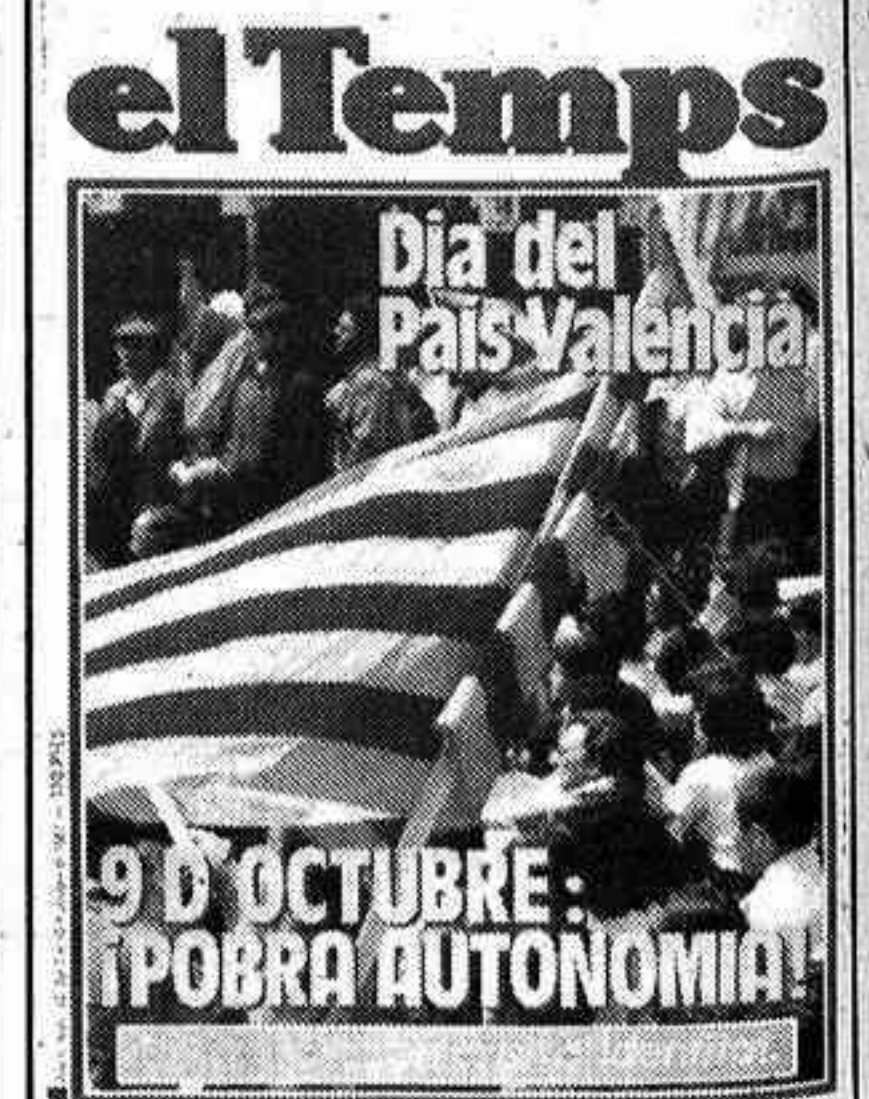 el Temps
Dia del
País Valencià
9 D'OCTUBRE:
¡POBRA AUTONOMIA!